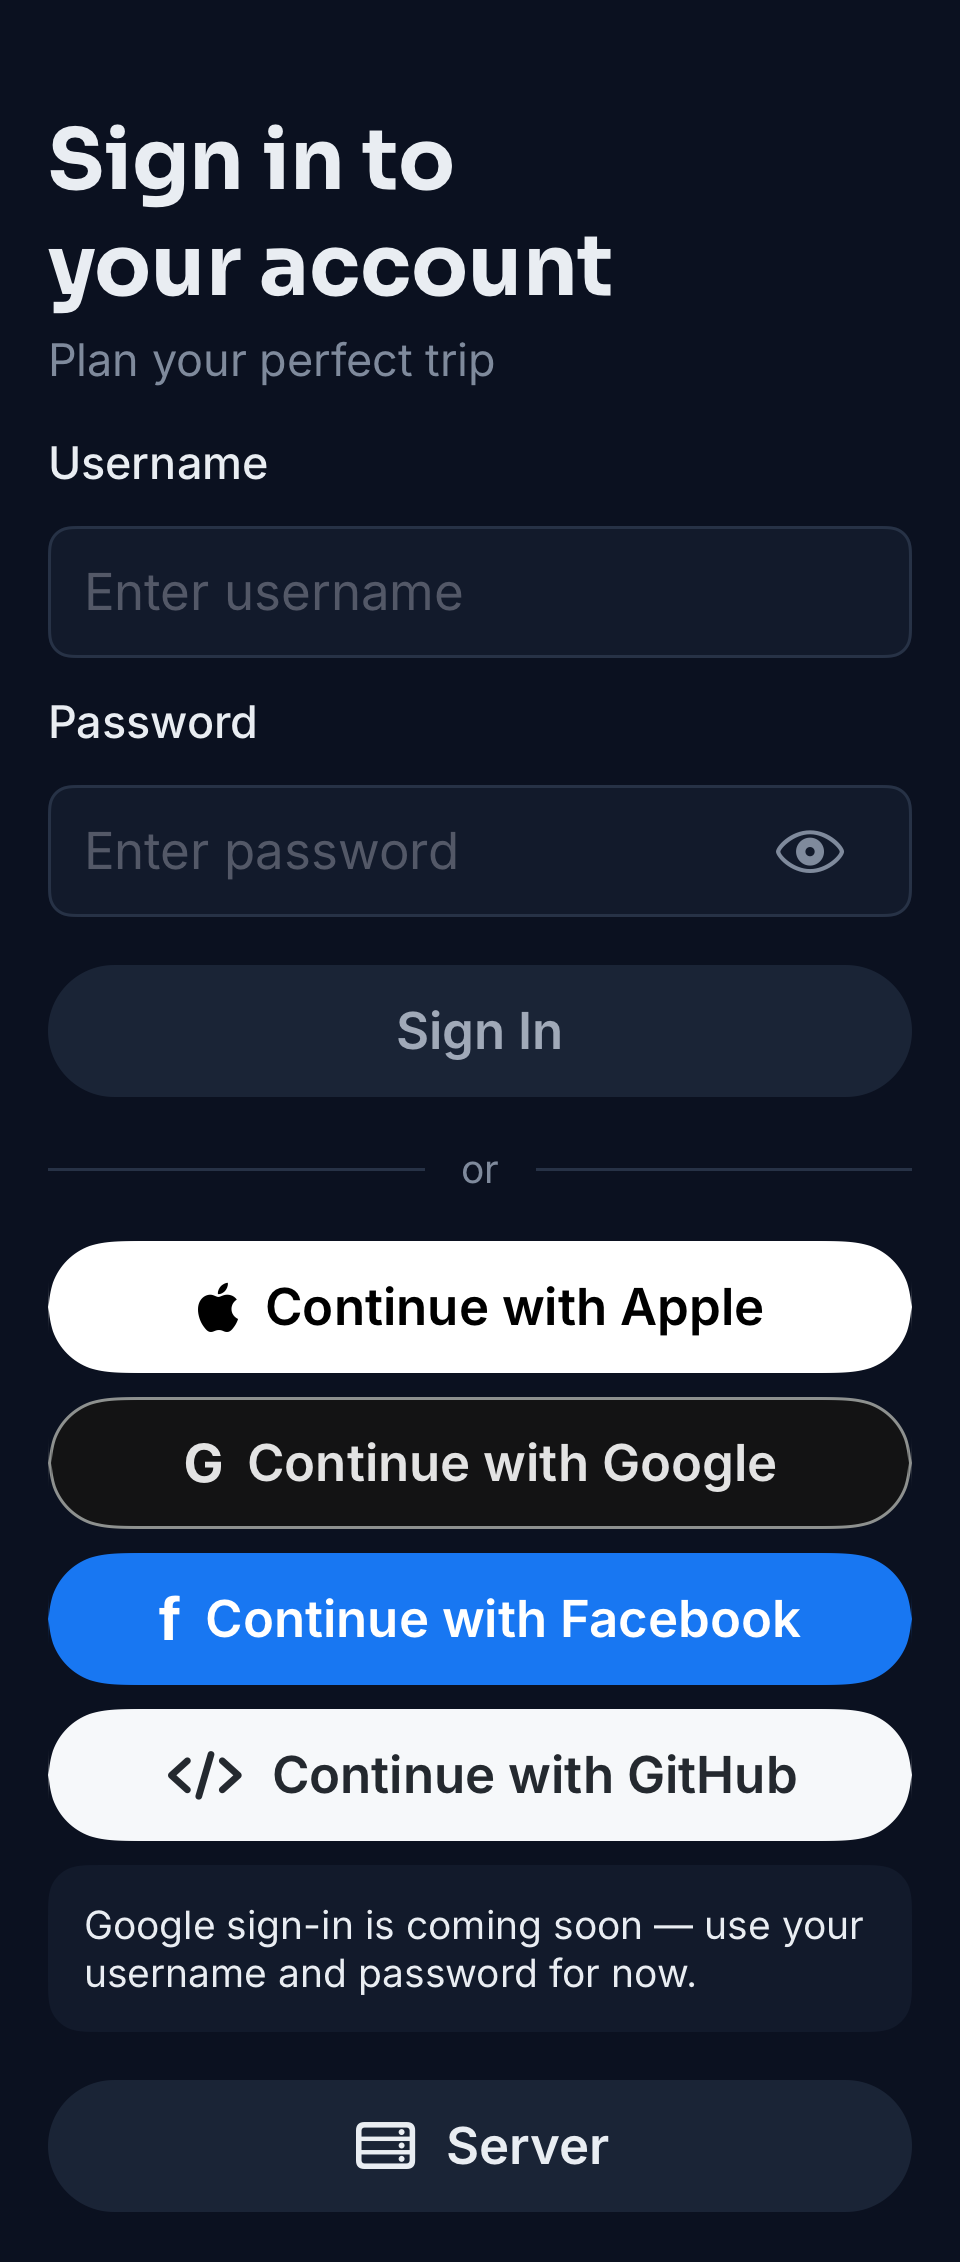 Sign in to
your account
Plan your perfect trip
Username
Enter username
Password
Enter password
Sign In
or
Continue with Apple
G Continue with Google
f Continue with Facebook
</> Continue with GitHub
Google sign-in is coming soon — use your
username and password for now.
Server